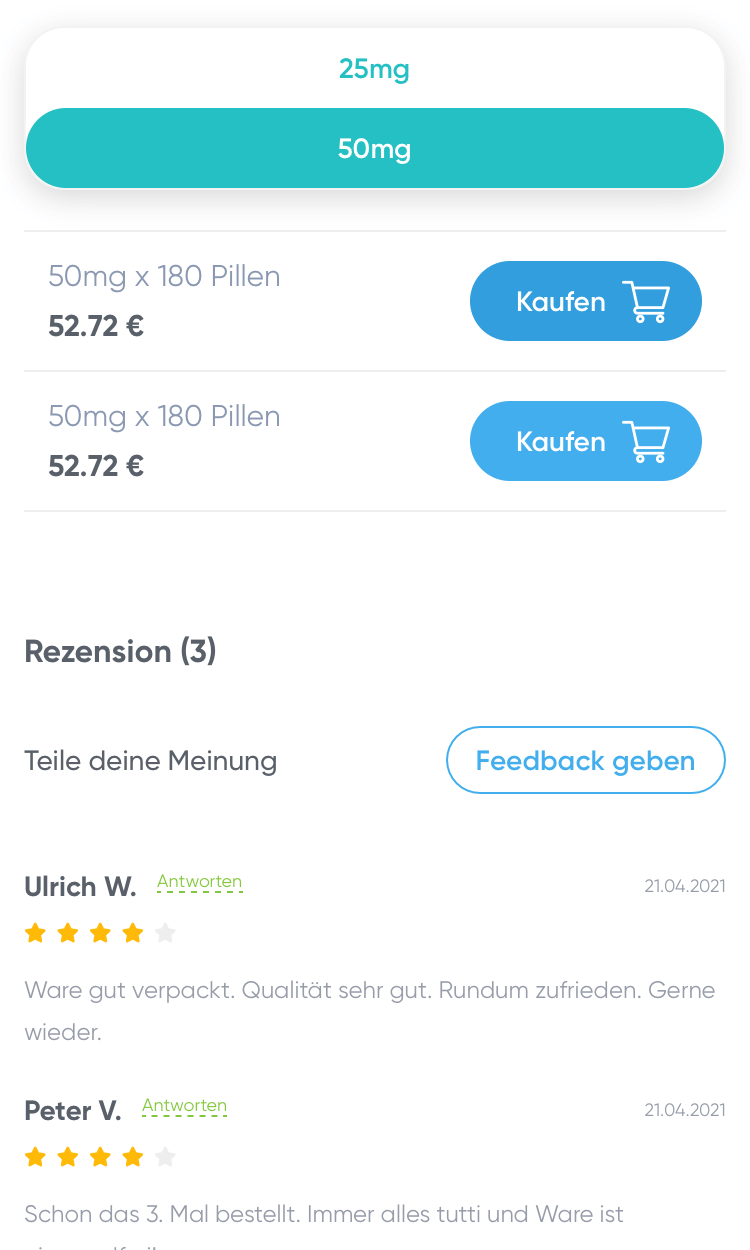 25mg
50mg
50mg x 180 Pillen
52.72 €
Kaufen
50mg x 180 Pillen
52.72 €
Kaufen
Rezension (3)
Teile deine Meinung
Feedback geben
Ulrich W.
Antworten
21.04.2021
Ware gut verpackt. Qualität sehr gut. Rundum zufrieden. Gerne
wieder.
Peter V.
Antworten
21.04.2021
Schon das 3. Mal bestellt. Immer alles tutti und Ware ist